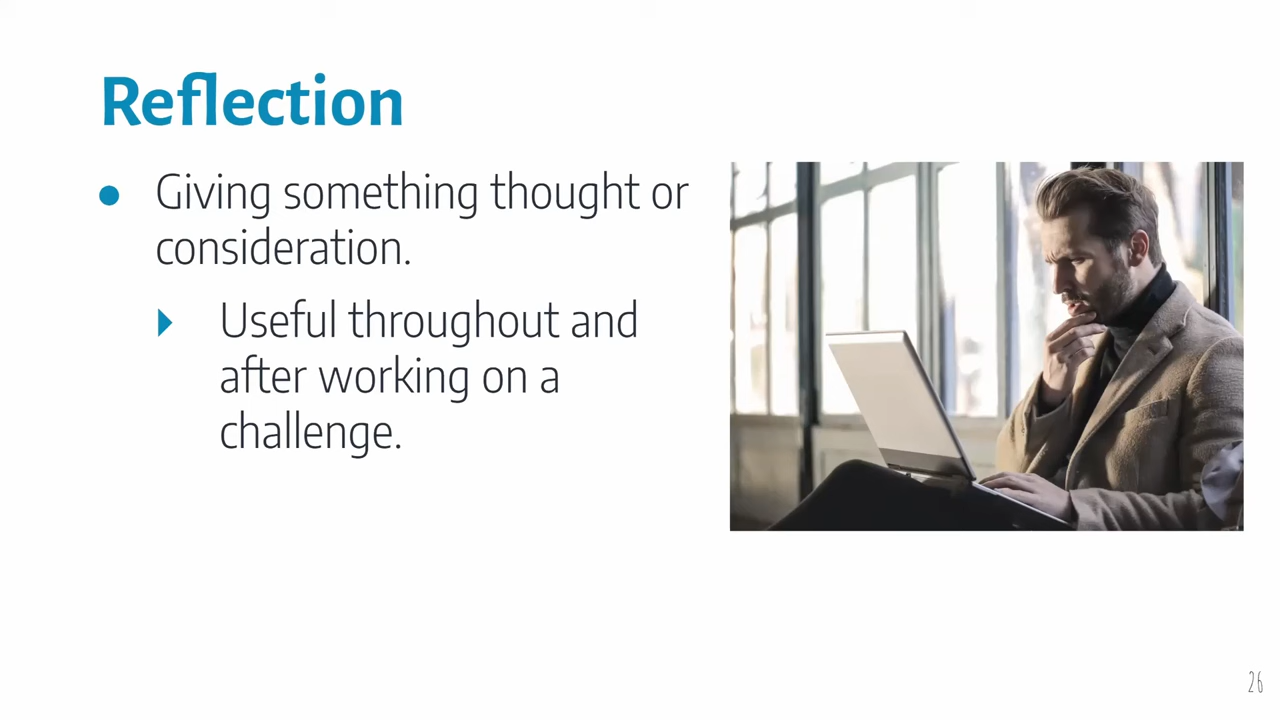 Reflection
Giving something thought or
consideration.
Useful throughout and
after working on a
challenge.
26